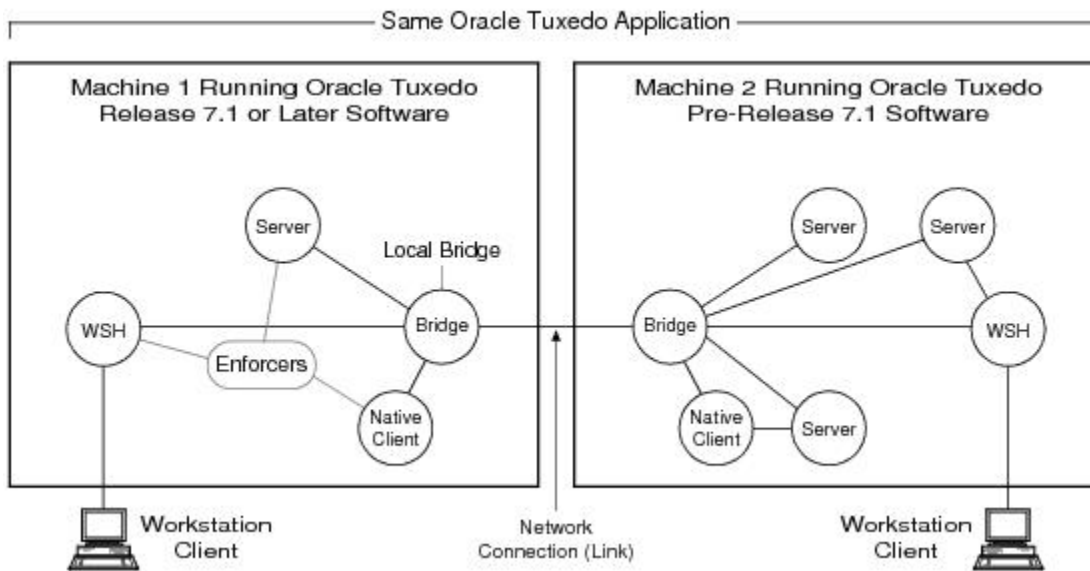 Same Oracle Tuxedo Application
Machine 1 Running Oracle Tuxedo
Release 7.1 or Later Software
Machine 2 Running Oracle Tuxedo
Pre-Release 7.1 Software
Server
Local Bridge
WSH
Bridge
Enforcers
Native
Client
Server
Server
Bridge
WSH
Native
Client
Server
Workstation
Client
Network
Connection (Link)
Workstation
Client